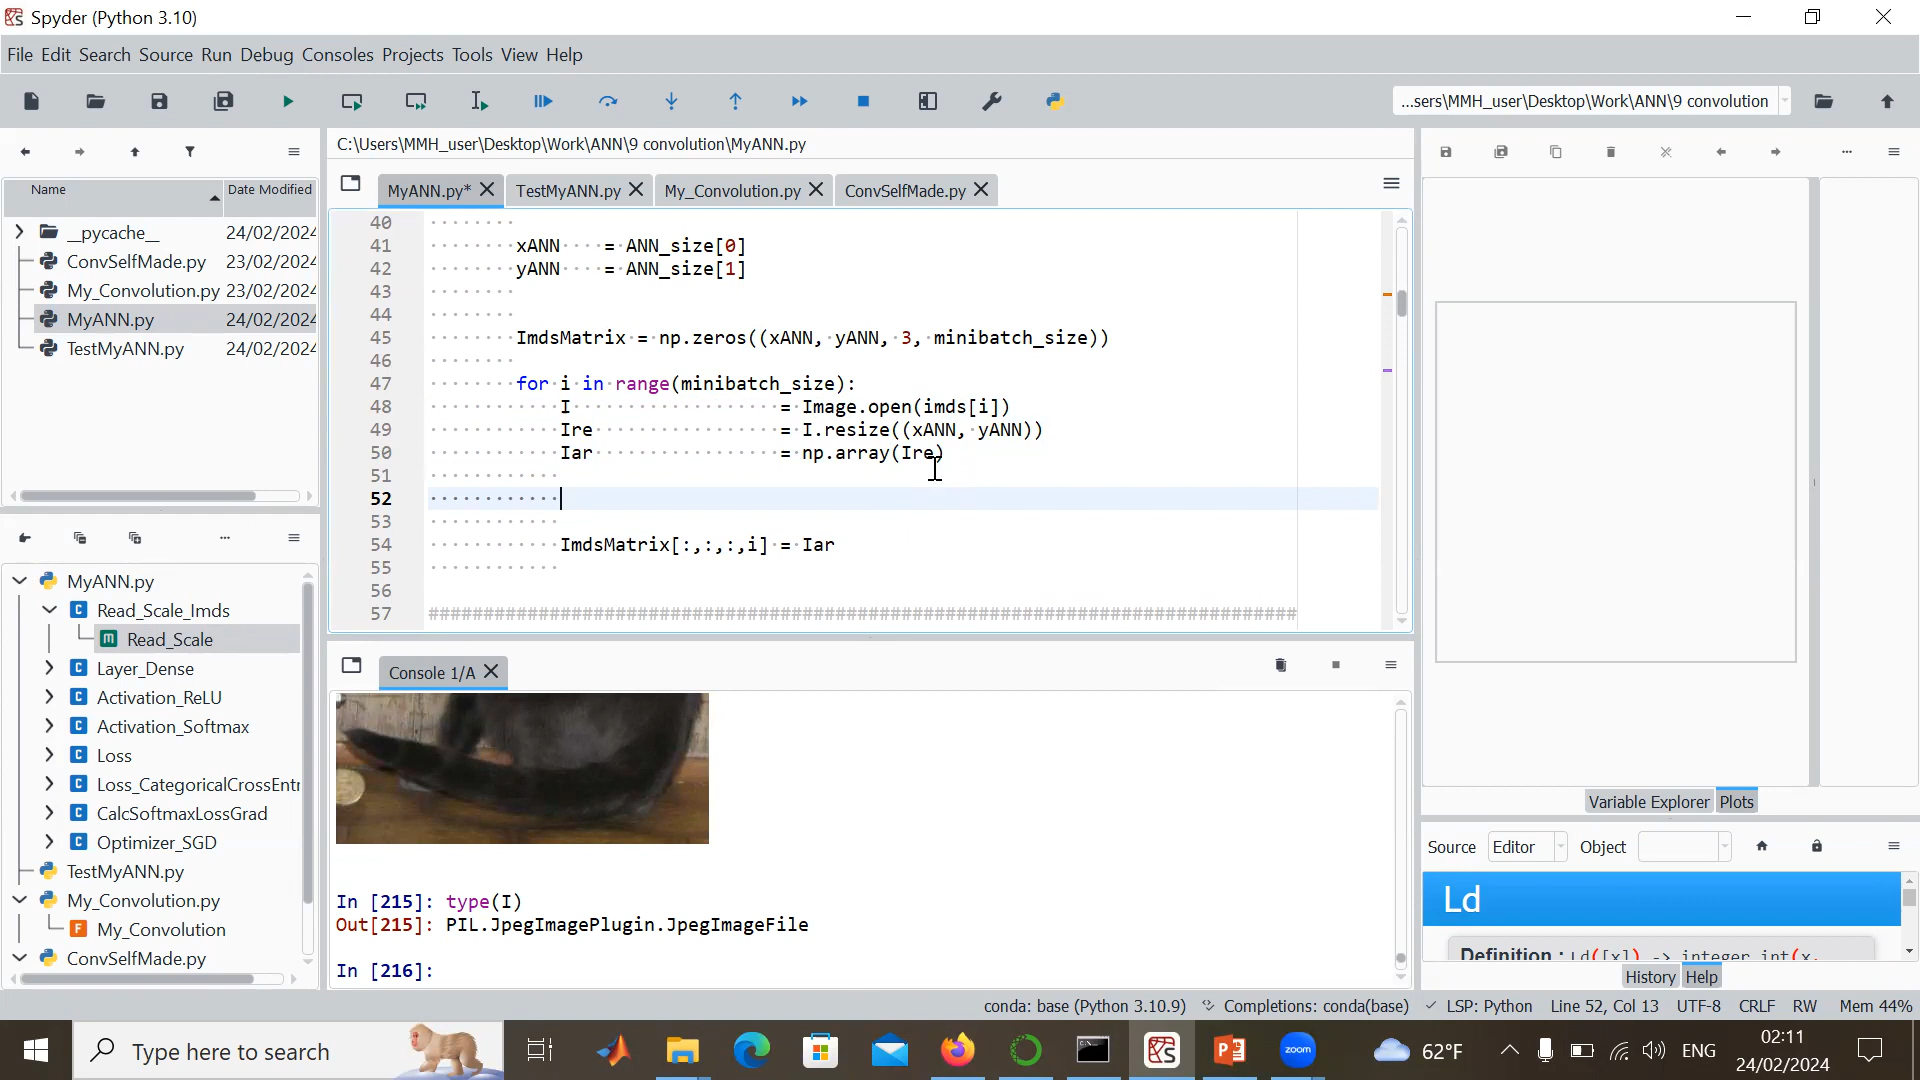 Spyder (Python 3.10)
File Edit Search Source Run Debug Consoles Projects Tools View Help
...sers\MMH_user\Desktop\Work\ANN\9 convolution
C:\Users\MMH_user\Desktop\Work\ANN\9 convolution\MyANN.py
Name Date Modified
__pycache__ 24/02/2024
ConvSelfMade.py 23/02/2024
My_Convolution.py 23/02/2024
MyANN.py 24/02/2024
TestMyANN.py 24/02/2024
MyANN.py* TestMyANN.py My_Convolution.py ConvSelfMade.py
40
41 xANN = ANN_size[0]
42 yANN = ANN_size[1]
43
44
45 ImdsMatrix = np.zeros((xANN, yANN, 3, minibatch_size))
46
47 for i in range(minibatch_size):
48 I = Image.open(imds[i])
49 Ire = I.resize((xANN, yANN))
50 Iar = np.array(Ire)
51
52
53
54 ImdsMatrix[:,:,:,i] = Iar
55
56
57 ###############################################################################
MyANN.py
Read_Scale_Imds
Read_Scale
Layer_Dense
Activation_ReLU
Activation_Softmax
Loss
Loss_CategoricalCrossEntr
CalcSoftmaxLossGrad
Optimizer_SGD
TestMyANN.py
My_Convolution.py
My_Convolution
ConvSelfMade.py
Console 1/A
In [215]: type(I)
Out[215]: PIL.JpegImagePlugin.JpegImageFile
In [216]:
Variable Explorer Plots
Source Editor Object
Ld
Definition : Ld([x]) -> integer int(x,
History Help
conda: base (Python 3.10.9) Completions: conda(base) LSP: Python Line 52, Col 13 UTF-8 CRLF RW Mem 44%
Type here to search
62°F
ENG
02:11
24/02/2024
zoom